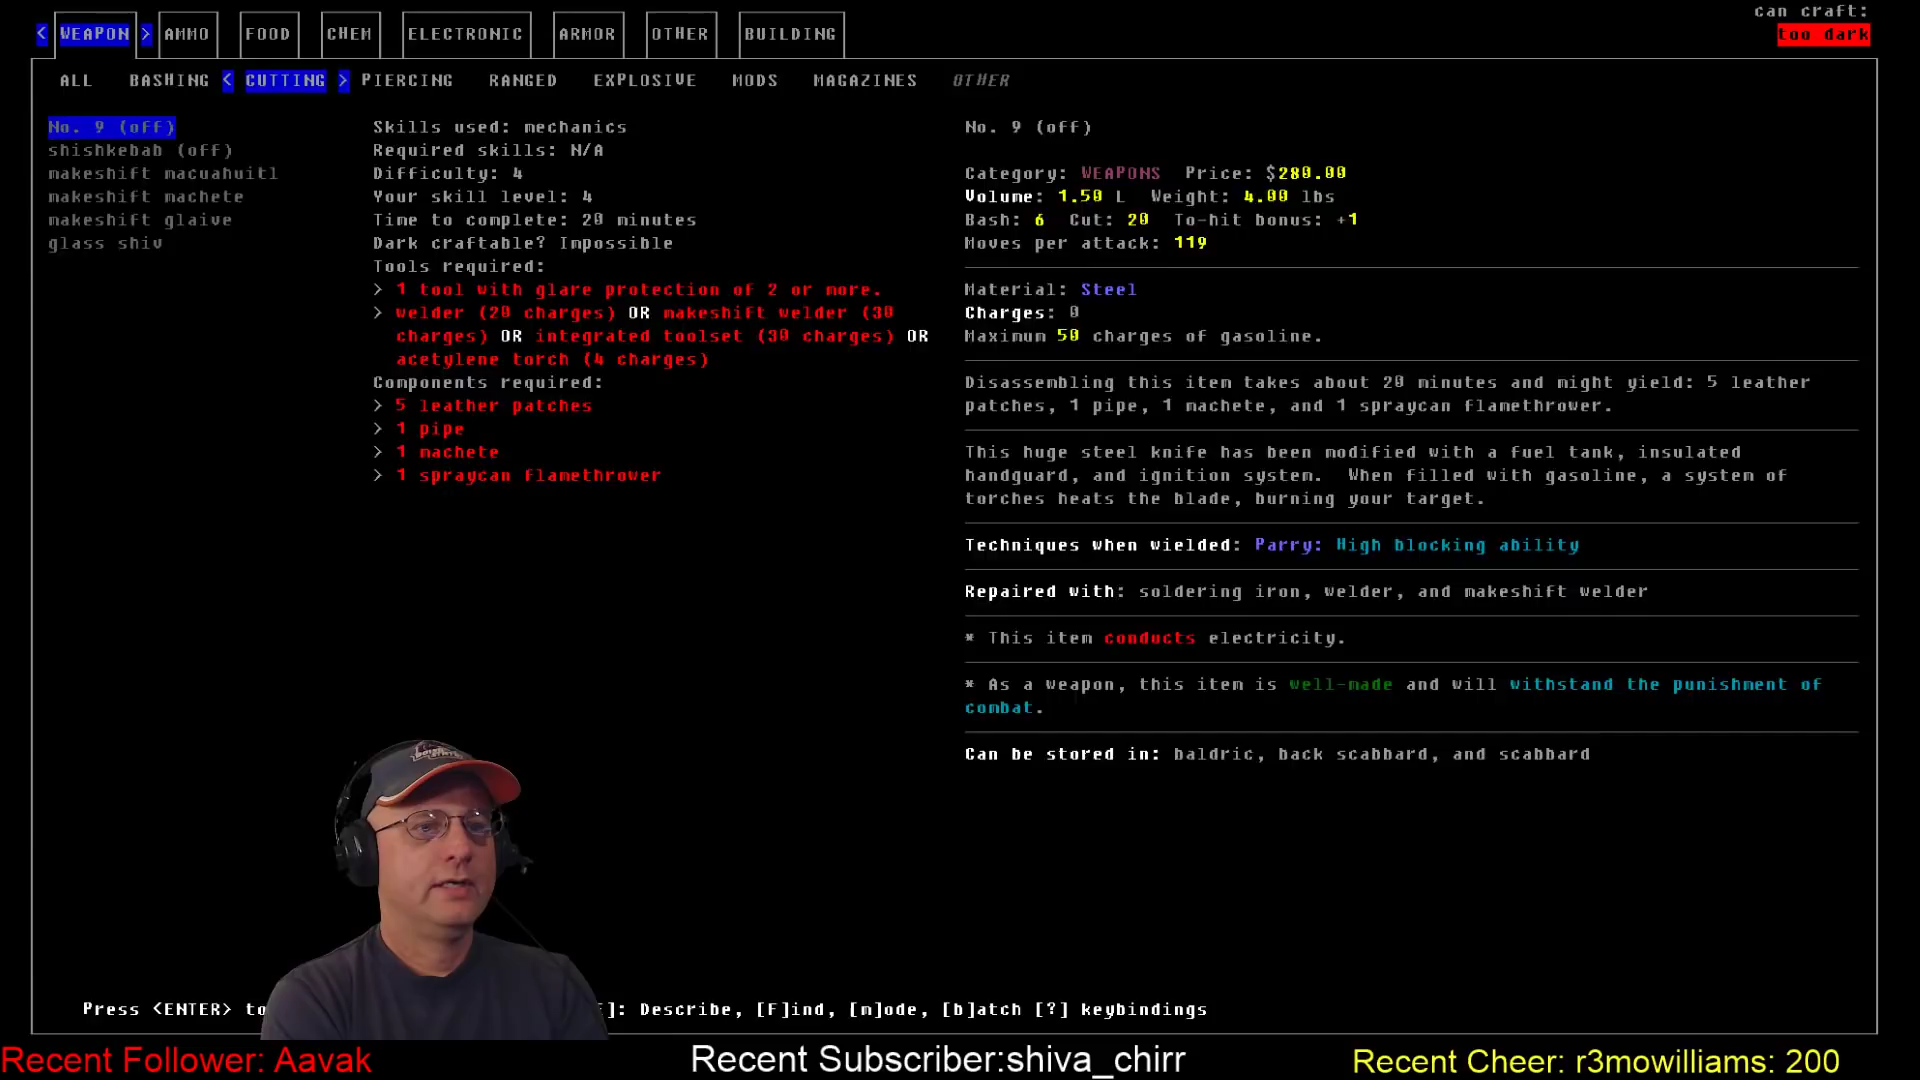 < WEAPON > AMMO FOOD CHEM ELECTRONIC ARMOR OTHER BUILDING
can craft:
too dark
ALL BASHING < CUTTING > PIERCING RANGED EXPLOSIVE MODS MAGAZINES OTHER
No. 9 (off)
shishkebab (off)
makeshift macuahuitl
makeshift machete
makeshift glaive
glass shiv
Skills used: mechanics
Required skills: N/A
Difficulty: 4
Your skill level: 4
Time to complete: 20 minutes
Dark craftable? Impossible
Tools required:
> 1 tool with glare protection of 2 or more.
> welder (20 charges) OR makeshift welder (30
charges) OR integrated toolset (30 charges) OR
acetylene torch (4 charges)
Components required:
> 5 leather patches
> 1 pipe
> 1 machete
> 1 spraycan flamethrower
No. 9 (off)
Category: WEAPONS Price: $280.00
Volume: 1.50 L Weight: 4.00 lbs
Bash: 6 Cut: 20 To-hit bonus: +1
Moves per attack: 119
Material: Steel
Charges: 0
Maximum 50 charges of gasoline.
Disassembling this item takes about 20 minutes and might yield: 5 leather
patches, 1 pipe, 1 machete, and 1 spraycan flamethrower.
This huge steel knife has been modified with a fuel tank, insulated
handguard, and ignition system. When filled with gasoline, a system of
torches heats the blade, burning your target.
Techniques when wielded: Parry: High blocking ability
Repaired with: soldering iron, welder, and makeshift welder
* This item conducts electricity.
* As a weapon, this item is well-made and will withstand the punishment of
combat.
Can be stored in: baldric, back scabbard, and scabbard
Press <ENTER> to ]: Describe, [F]ind, [m]ode, [b]atch [?] keybindings
Recent Follower: Aavak
Recent Subscriber:shiva_chirr
Recent Cheer: r3mowilliams: 200